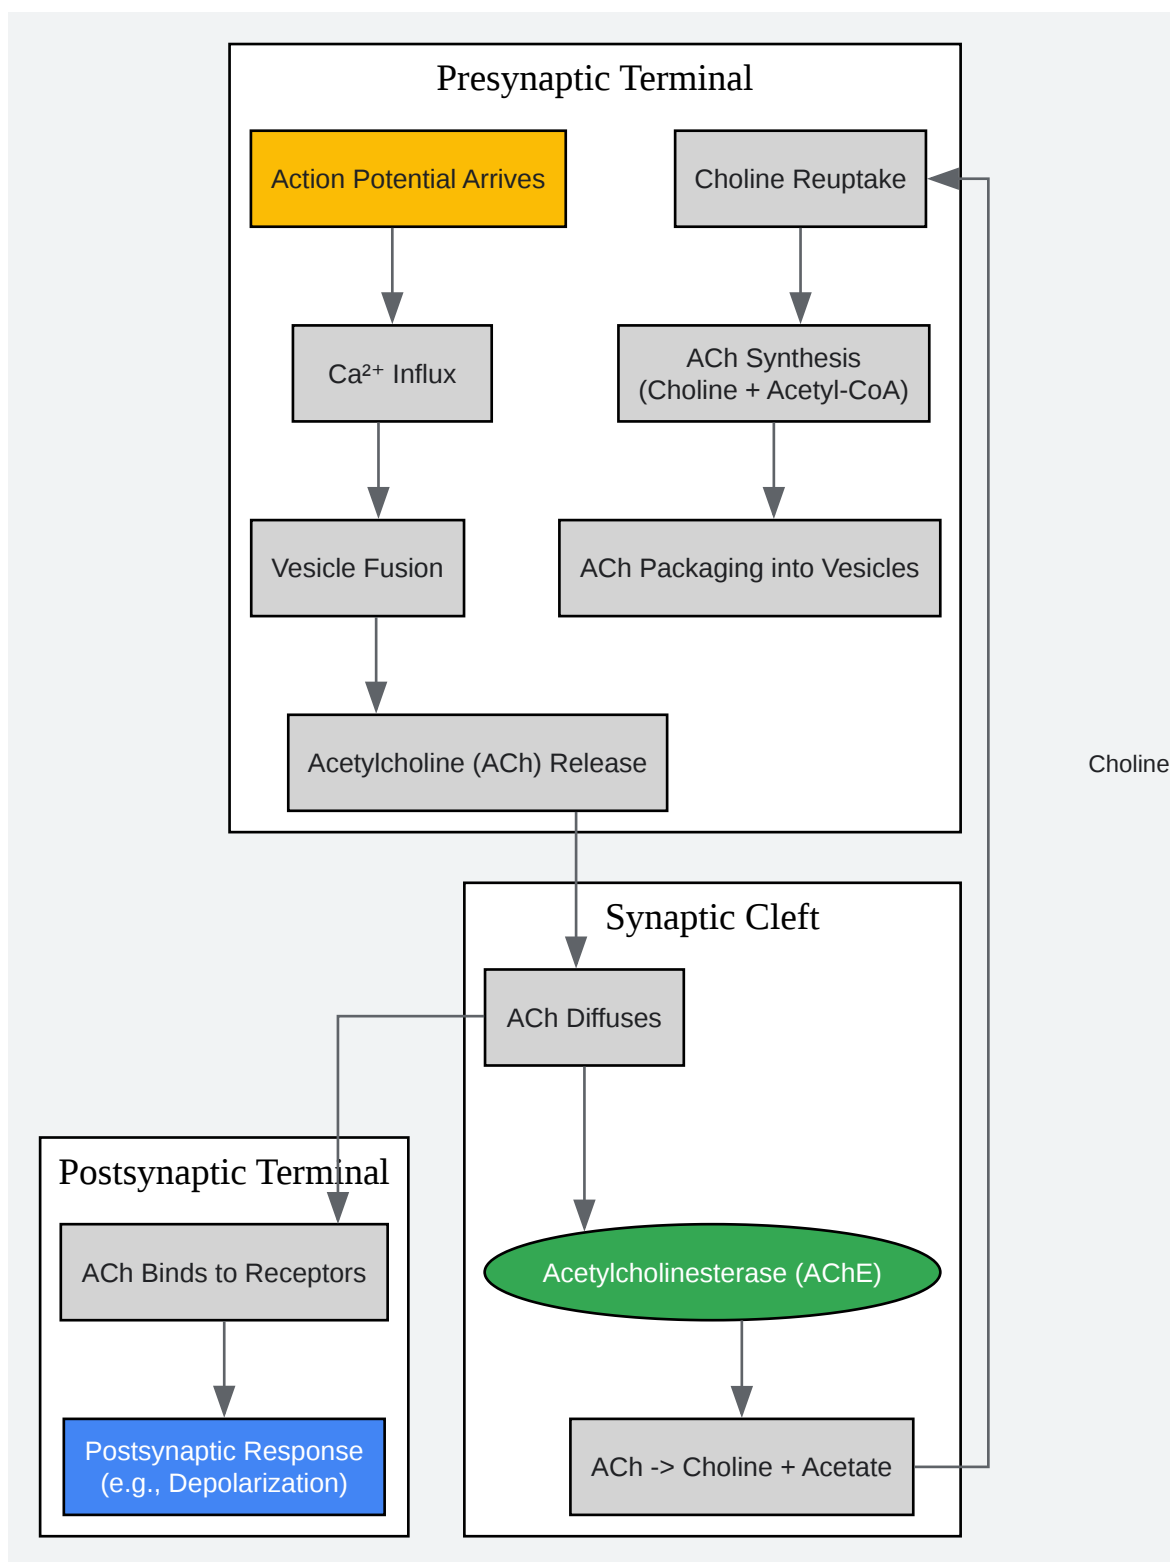 Presynaptic Terminal
Action Potential Arrives
Choline Reuptake
Ca²⁺ Influx
ACh Synthesis
(Choline + Acetyl-CoA)
Vesicle Fusion
ACh Packaging into Vesicles
Acetylcholine (ACh) Release
Choline
Synaptic Cleft
ACh Diffuses
Postsynaptic Terminal
ACh Binds to Receptors
Acetylcholinesterase (AChE)
Postsynaptic Response
(e.g., Depolarization)
ACh -> Choline + Acetate